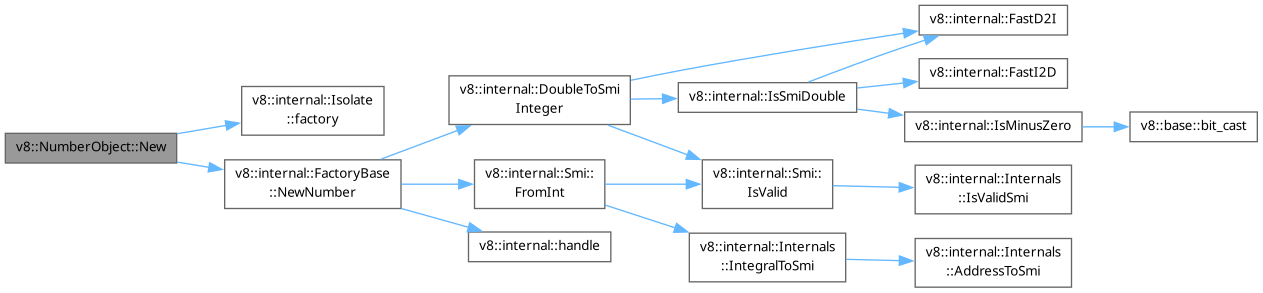 v8::NumberObject::New
v8::internal::Isolate
::factory
v8::internal::FactoryBase
::NewNumber
v8::internal::DoubleToSmi
Integer
v8::internal::Smi::
FromInt
v8::internal::handle
v8::internal::IsSmiDouble
v8::internal::Smi::
IsValid
v8::internal::Internals
::IntegralToSmi
v8::internal::FastD2I
v8::internal::FastI2D
v8::internal::IsMinusZero
v8::internal::Internals
::IsValidSmi
v8::internal::Internals
::AddressToSmi
v8::base::bit_cast